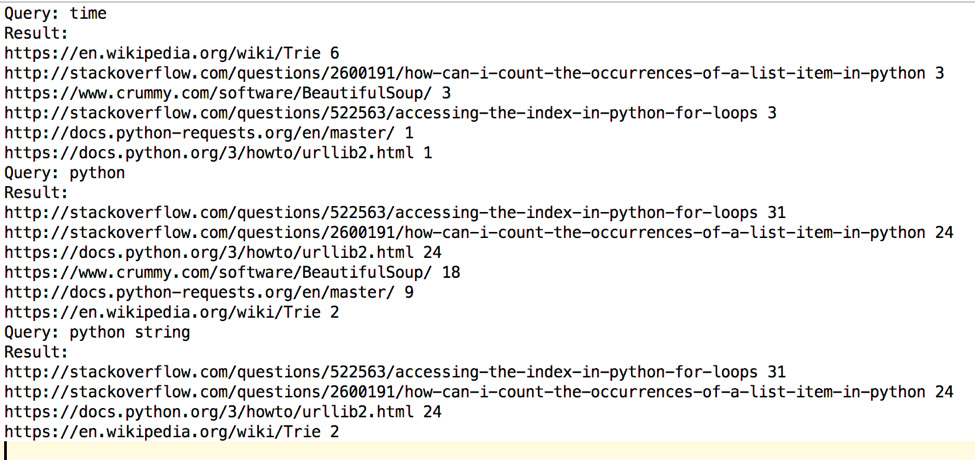 Query: time
Result:
https://en.wikipedia.org/wiki/Trie 6
http://stackoverflow.com/questions/2600191/how-can-i-count-the-occurrences-of-a-list-item-in-python 3
https://www.crummy.com/software/BeautifulSoup/ 3
http://stackoverflow.com/questions/522563/accessing-the-index-in-python-for-loops 3
http://docs.python-requests.org/en/master/ 1
https://docs.python.org/3/howto/urllib2.html 1
Query: python
Result:
http://stackoverflow.com/questions/522563/accessing-the-index-in-python-for-loops 31
http://stackoverflow.com/questions/2600191/how-can-i-count-the-occurrences-of-a-list-item-in-python 24
https://docs.python.org/3/howto/urllib2.html 24
https://www.crummy.com/software/BeautifulSoup/ 18
http://docs.python-requests.org/en/master/ 9
https://en.wikipedia.org/wiki/Trie 2
Query: python string
Result:
http://stackoverflow.com/questions/522563/accessing-the-index-in-python-for-loops 31
http://stackoverflow.com/questions/2600191/how-can-i-count-the-occurrences-of-a-list-item-in-python 24
https://docs.python.org/3/howto/urllib2.html 24
https://en.wikipedia.org/wiki/Trie 2